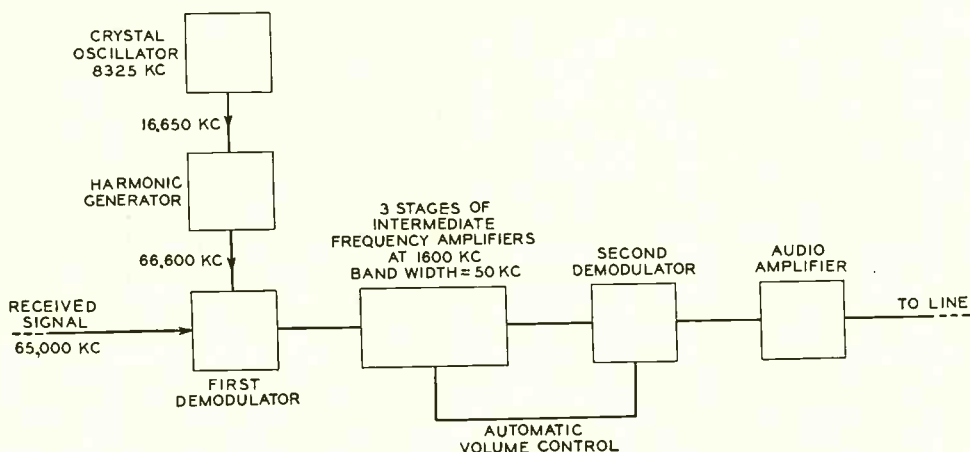 CRYSTAL
OSCILLATOR
8325 KC
16,650 KC
HARMONIC
GENERATOR
66,600 KC
RECEIVED
SIGNAL
65,000 KC
FIRST
DEMODULATOR
3 STAGES OF
INTERMEDIATE
FREQUENCY AMPLIFIERS
AT 1600 KC
BAND WIDTH = 50 KC
SECOND
DEMODULATOR
AUTOMATIC
VOLUME CONTROL
AUDIO
AMPLIFIER
TO LINE